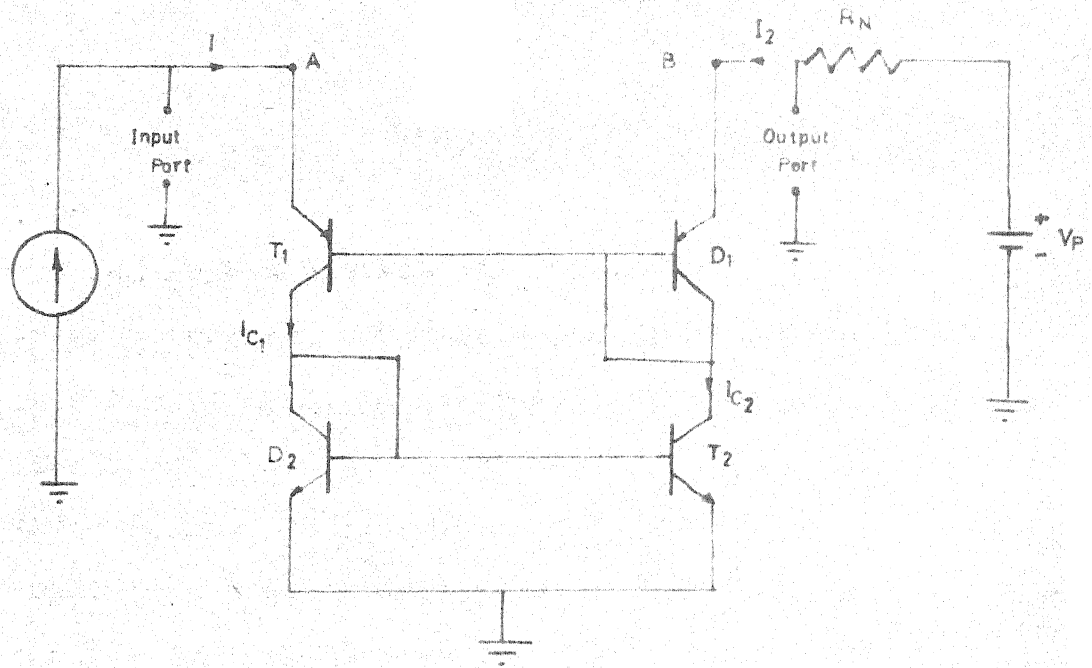 I
A
Input
Port
T1
IC1
D2
B
I2
RN
Output
Port
D1
IC2
T2
+
VP
-